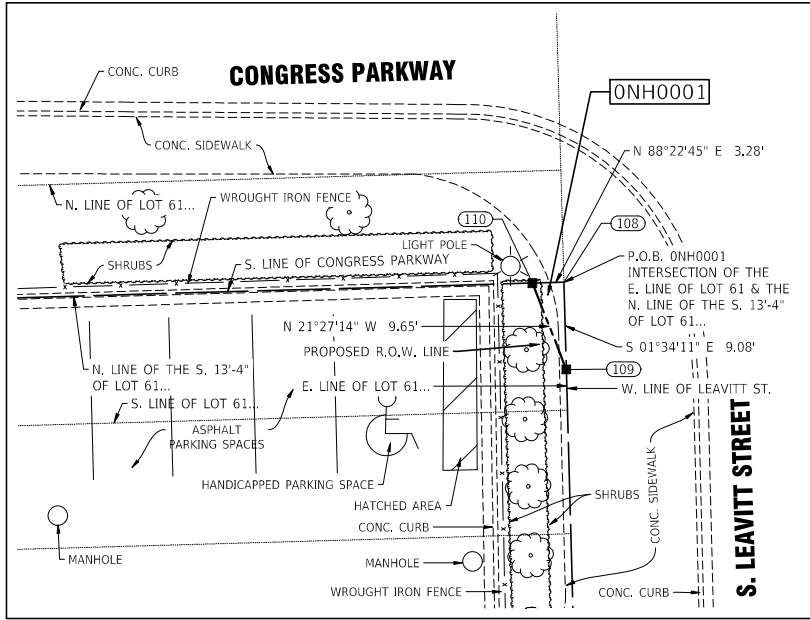 CONC. CURB
CONGRESS PARKWAY
0NH0001
CONC. SIDEWALK
N 88°22'45" E 3.28'
N. LINE OF LOT 61...
WROUGHT IRON FENCE
110
108
LIGHT POLE
P.O.B. 0NH0001
INTERSECTION OF THE
E. LINE OF LOT 61 & THE
N. LINE OF THE S. 13'-4"
OF LOT 61...
SHRUBS
S. LINE OF CONGRESS PARKWAY
N 21°27'14" W 9.65'
PROPOSED R.O.W. LINE
S 01°34'11" E 9.08'
N. LINE OF THE S. 13'-4"
OF LOT 61...
109
E. LINE OF LOT 61...
W. LINE OF LEAVITT ST.
S. LINE OF LOT 61...
ASPHALT
PARKING SPACES
HANDICAPPED PARKING SPACE
HATCHED AREA
SHRUBS
CONC. SIDEWALK
S. LEAVITT STREET
CONC. CURB
MANHOLE
MANHOLE
WROUGHT IRON FENCE
CONC. CURB